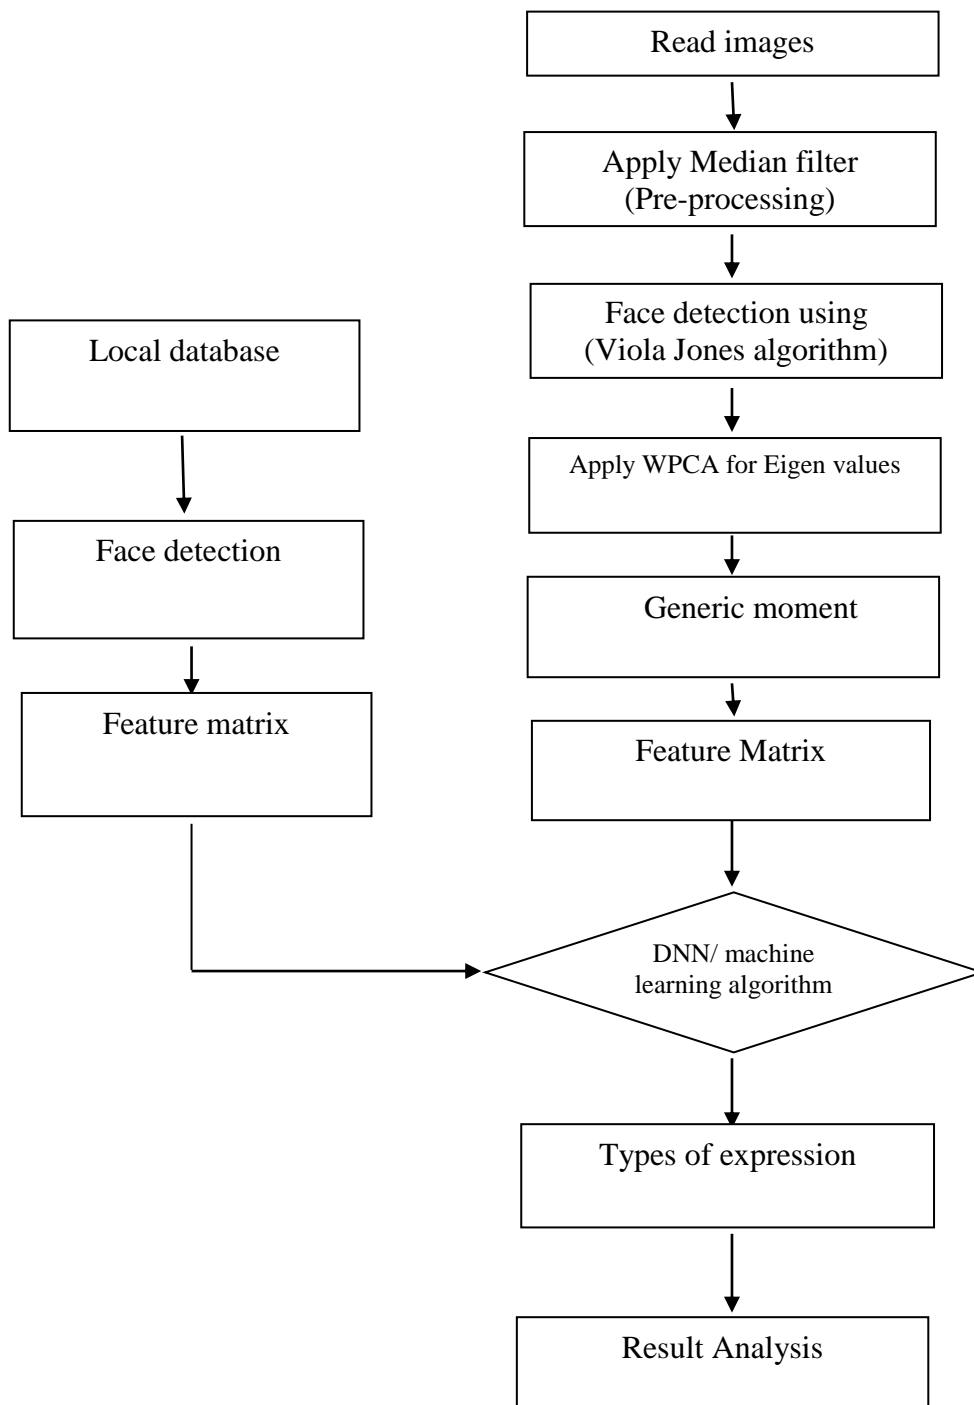 Read images
Apply Median filter
(Pre-processing)
Face detection using
(Viola Jones algorithm)
Local database
Apply WPCA for Eigen values
Face detection
Generic moment
Feature matrix
Feature Matrix
DNN/ machine
learning algorithm
Types of expression
Result Analysis